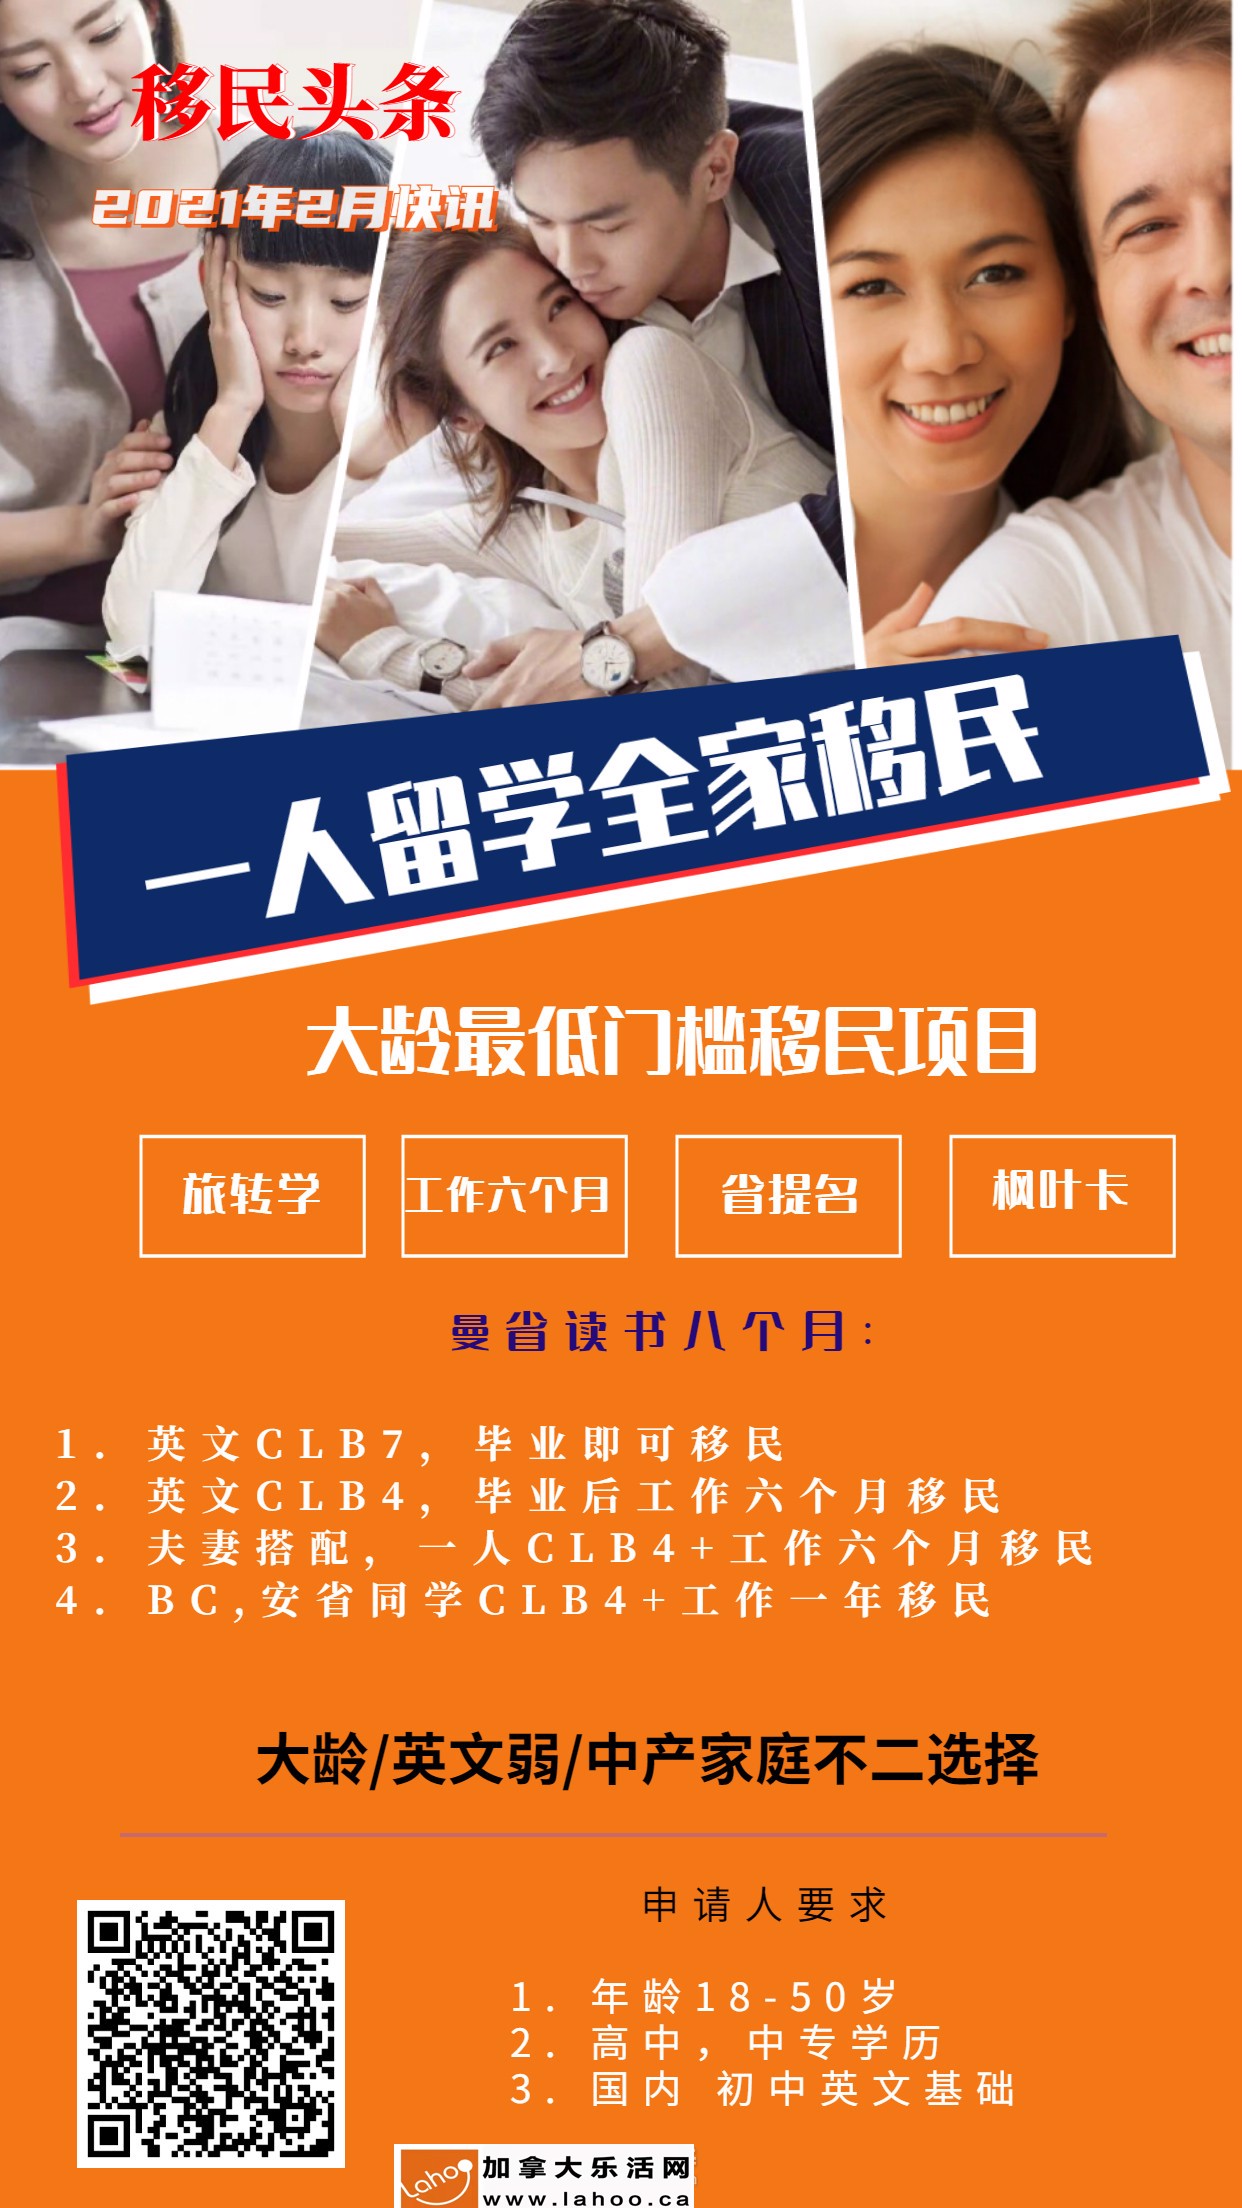 移民头条
2021年2月快讯
一人留学全家移民
大龄最低门槛移民项目
旅转学
工作六个月
省提名
枫叶卡
曼省读书八个月:
1. 英文CLB7, 毕业即可移民
2. 英文CLB4, 毕业后工作六个月移民
3. 夫妻搭配, 一人CLB4+工作六个月移民
4. BC,安省同学CLB4+工作一年移民
大龄/英文弱/中产家庭不二选择
申请人要求
1. 年龄18-50岁
2. 高中，中专学历
3. 国内 初中英文基础
Lahoo
加拿大乐活网
www.lahoo.ca